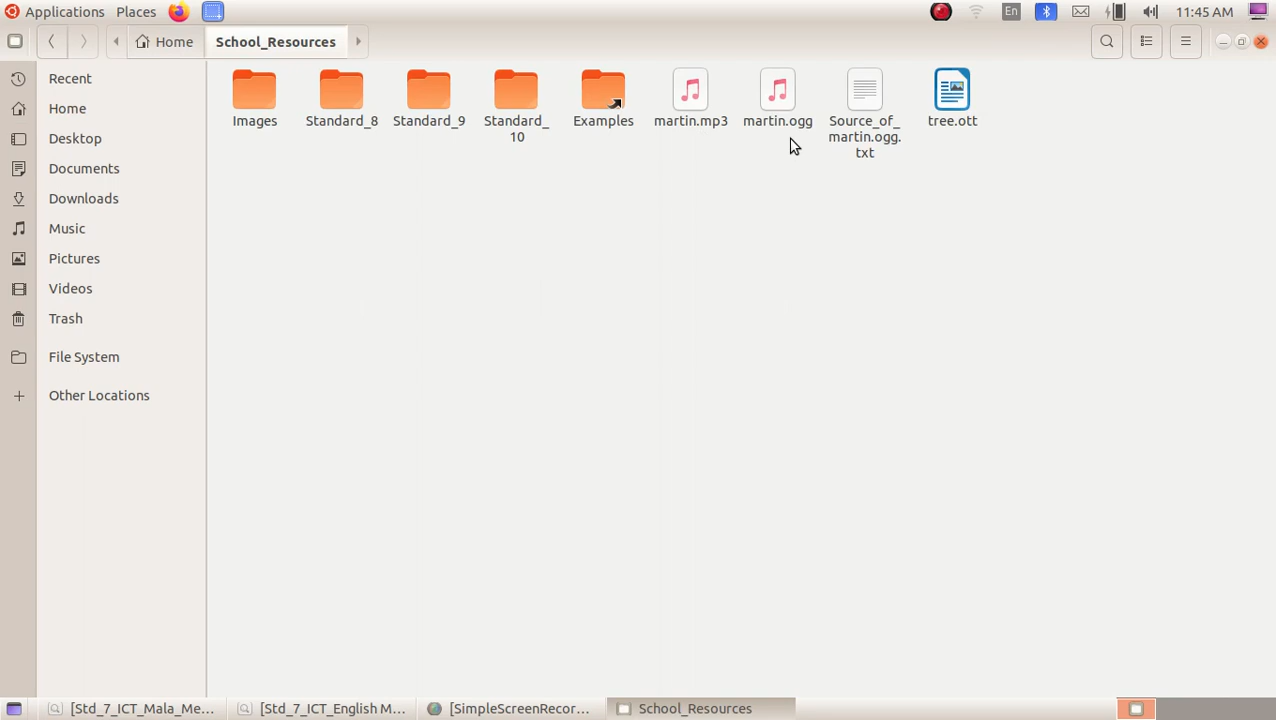 Applications Places En 11:45 AM
Home School_Resources
Recent
Home
Desktop
Documents
Downloads
Music
Pictures
Videos
Trash
File System
Other Locations
Images
Standard_8
Standard_9
Standard_
10
Examples
martin.mp3
martin.ogg
Source_of_
martin.ogg.
txt
tree.ott
[Std_7_ICT_Mala_Me... [Std_7_ICT_English M... [SimpleScreenRecor... School_Resources